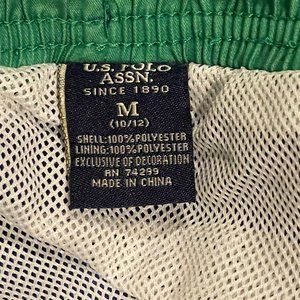 U.S. POLO
ASSN.
SINCE 1890
M
(10/12)
SHELL:100%POLYESTER
LINING:100%POLYESTER
EXCLUSIVE OF DECORATION
RN 74299
MADE IN CHINA